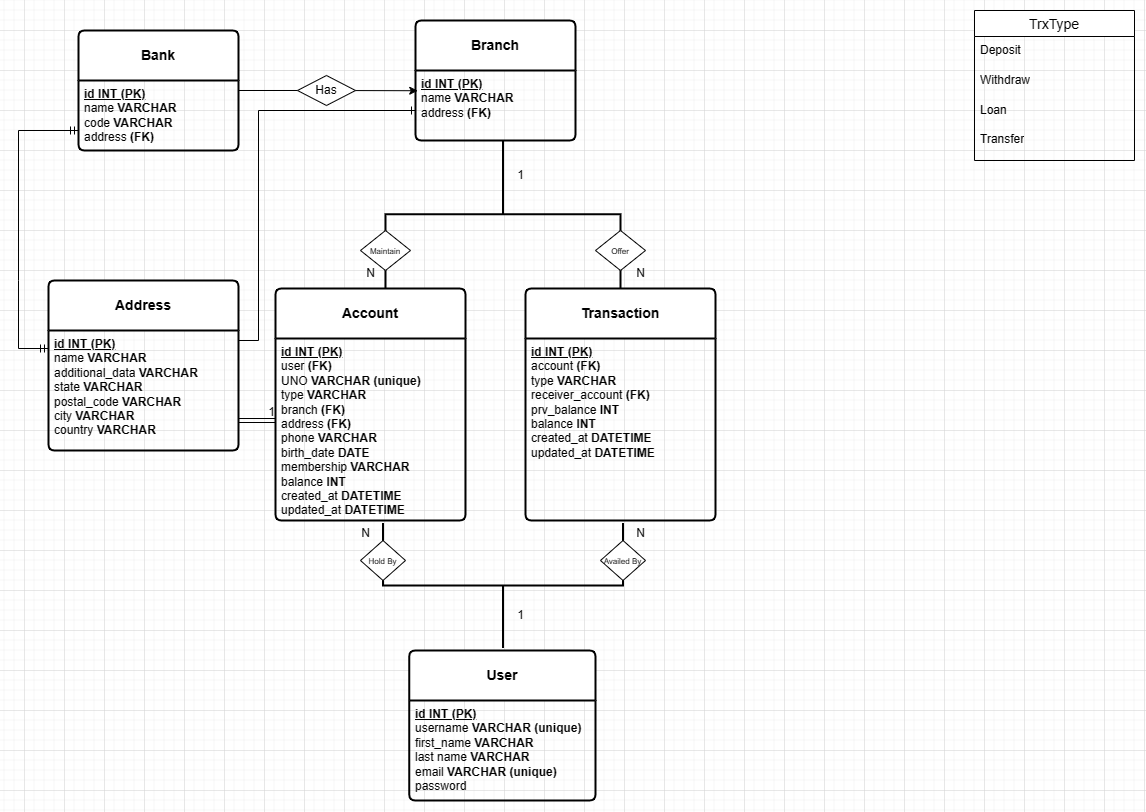 Bank
id INT (PK)
name VARCHAR
code VARCHAR
address (FK)
Has
Branch
id INT (PK)
name VARCHAR
address (FK)
TrxType
Deposit
Withdraw
Loan
Transfer
1
Maintain
N
Offer
N
Address
id INT (PK)
name VARCHAR
additional_data VARCHAR
state VARCHAR
postal_code VARCHAR
city VARCHAR
country VARCHAR
1
Account
id INT (PK)
user (FK)
UNO VARCHAR (unique)
type VARCHAR
branch (FK)
address (FK)
phone VARCHAR
birth_date DATE
membership VARCHAR
balance INT
created_at DATETIME
updated_at DATETIME
Transaction
id INT (PK)
account (FK)
type VARCHAR
receiver_account (FK)
prv_balance INT
balance INT
created_at DATETIME
updated_at DATETIME
N
Hold By
N
Availed By
1
User
id INT (PK)
username VARCHAR (unique)
first_name VARCHAR
last name VARCHAR
email VARCHAR (unique)
password